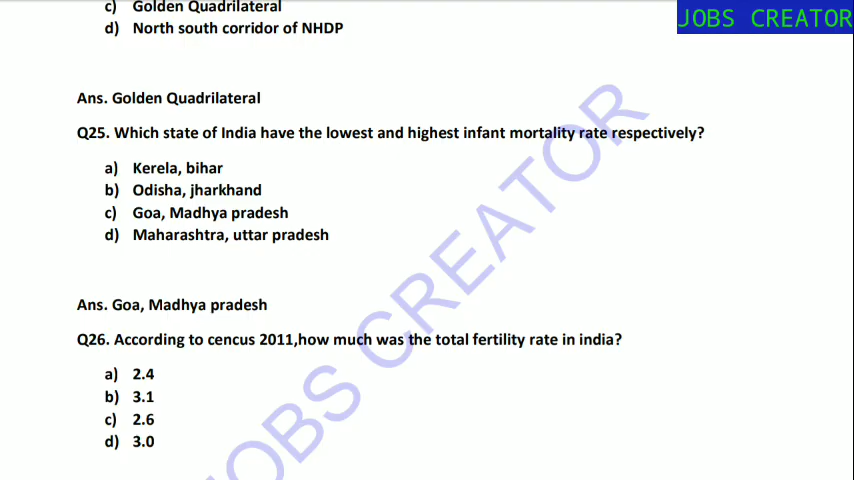 c) Golden Quadrilateral
JOBS CREATOR
d) North south corridor of NHDP
Ans. Golden Quadrilateral
Q25. Which state of India have the lowest and highest infant mortality rate respectively?
a) Kerela, bihar
b) Odisha, jharkhand
c) Goa, Madhya pradesh
d) Maharashtra, uttar pradesh
Ans. Goa, Madhya pradesh
Q26. According to cencus 2011,how much was the total fertility rate in india?
a) 2.4
b) 3.1
c) 2.6
d) 3.0
JOBS CREATOR